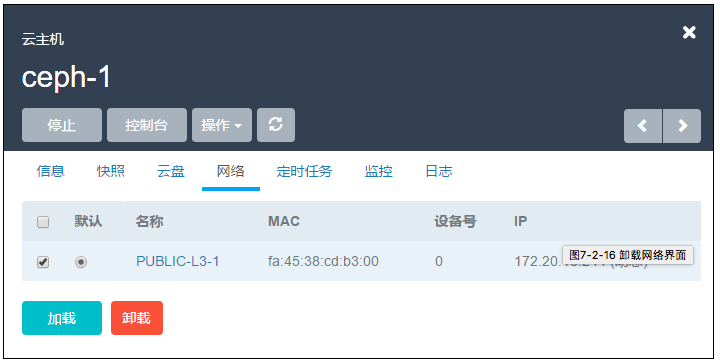 云主机
ceph-1
停止 控制台 操作
信息 快照 云盘 网络 定时任务 监控 日志
默认 名称 MAC 设备号 IP
图7-2-16 卸载网络界面
PUBLIC-L3-1 fa:45:38:cd:b3:00 0 172.20.
加载 卸载